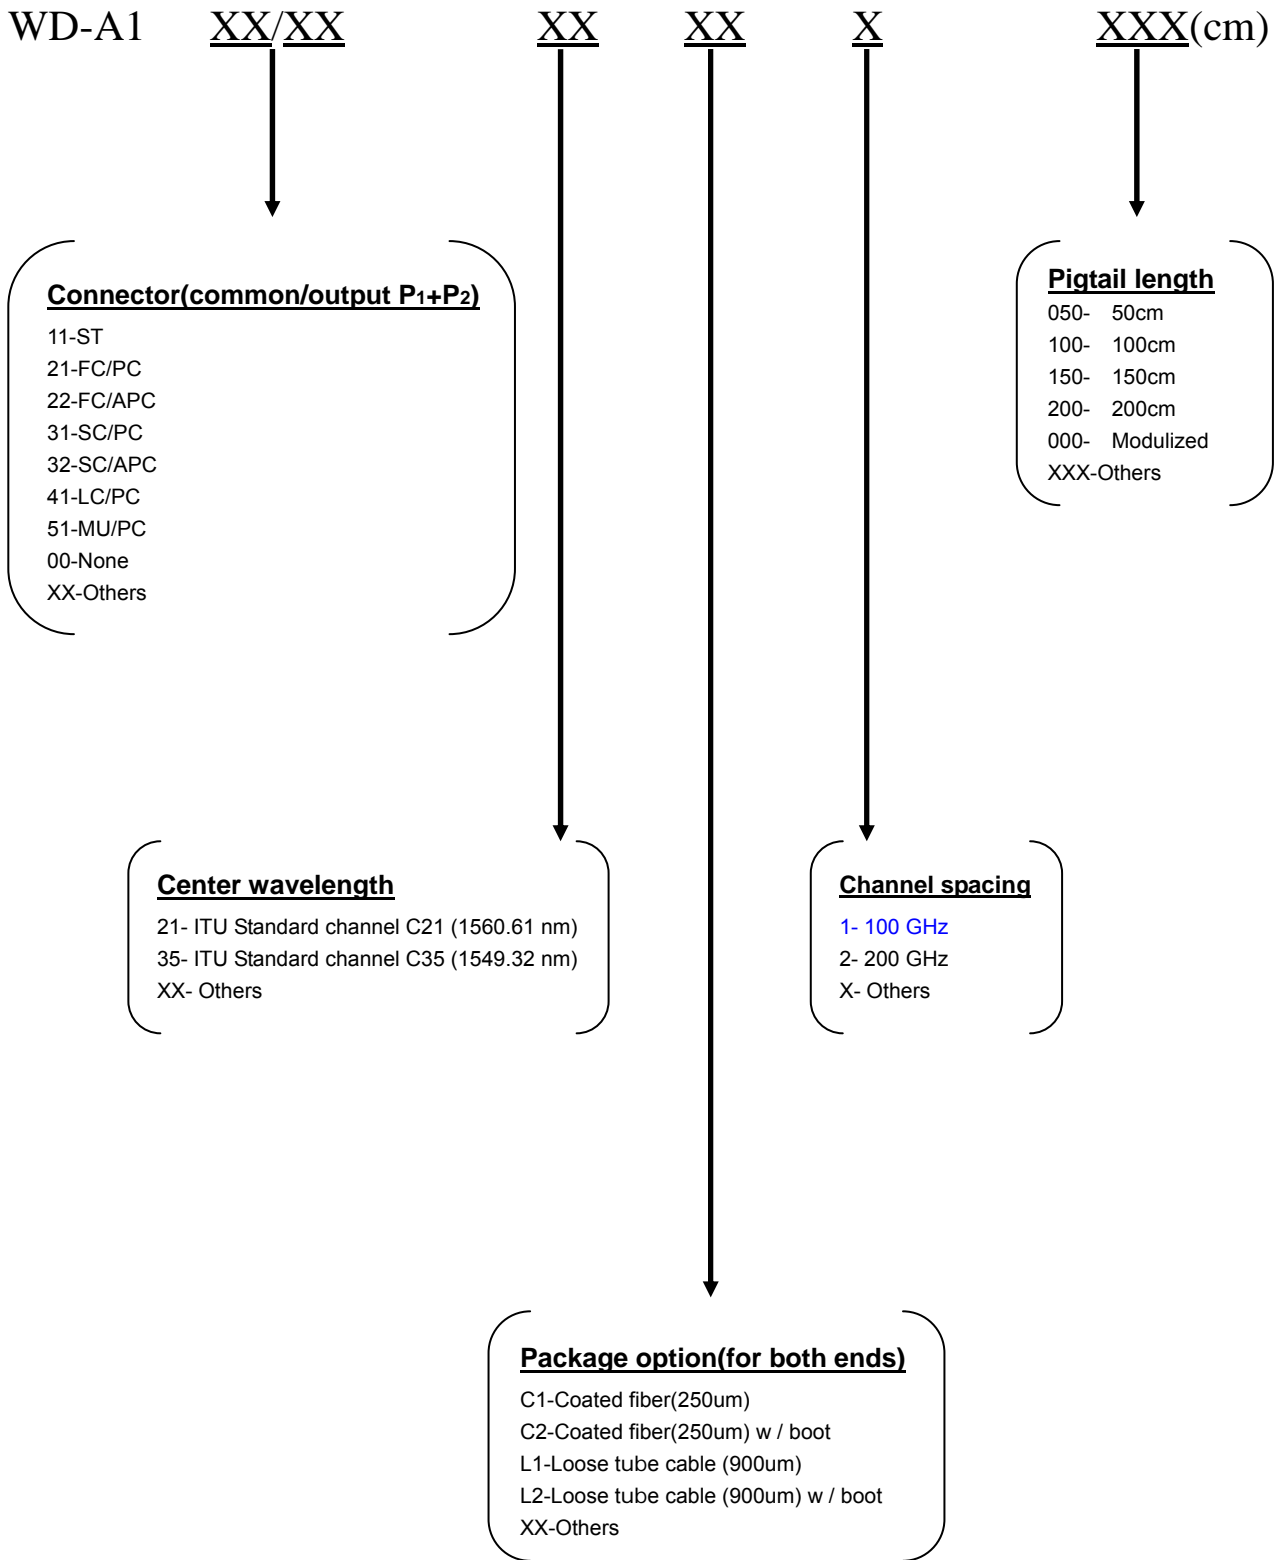 WD-A1 XX/XX XX XX X XXX(cm)
Connector(common/output P1+P2)
11-ST
21-FC/PC
22-FC/APC
31-SC/PC
32-SC/APC
41-LC/PC
51-MU/PC
00-None
XX-Others
Pigtail length
050- 50cm
100- 100cm
150- 150cm
200- 200cm
000- Modulized
XXX-Others
Center wavelength
21- ITU Standard channel C21 (1560.61 nm)
35- ITU Standard channel C35 (1549.32 nm)
XX- Others
Channel spacing
1- 100 GHz
2- 200 GHz
X- Others
Package option(for both ends)
C1-Coated fiber(250um)
C2-Coated fiber(250um) w / boot
L1-Loose tube cable (900um)
L2-Loose tube cable (900um) w / boot
XX-Others